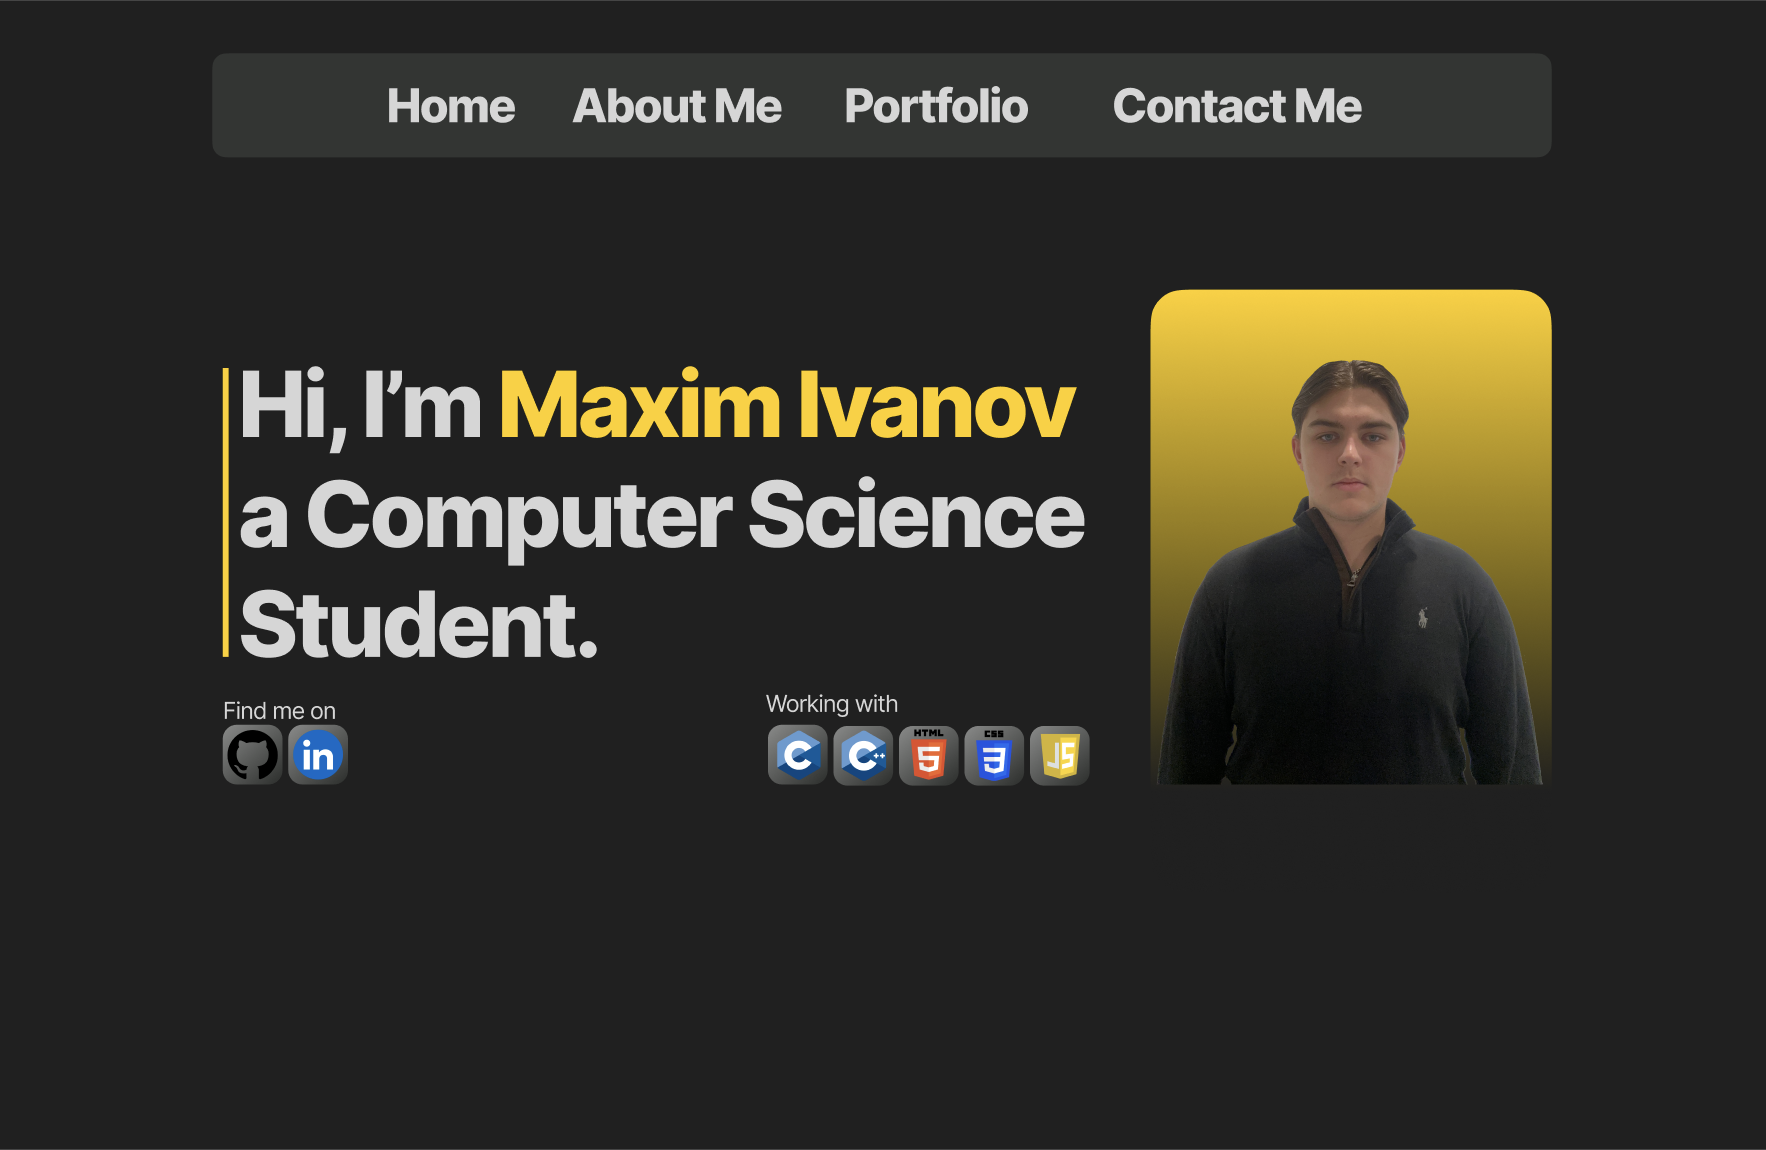 Home About Me Portfolio Contact Me
Hi, I’m Maxim Ivanov
a Computer Science
Student.
Find me on
in
Working with
C C++ HTML 5 CSS 3 JS